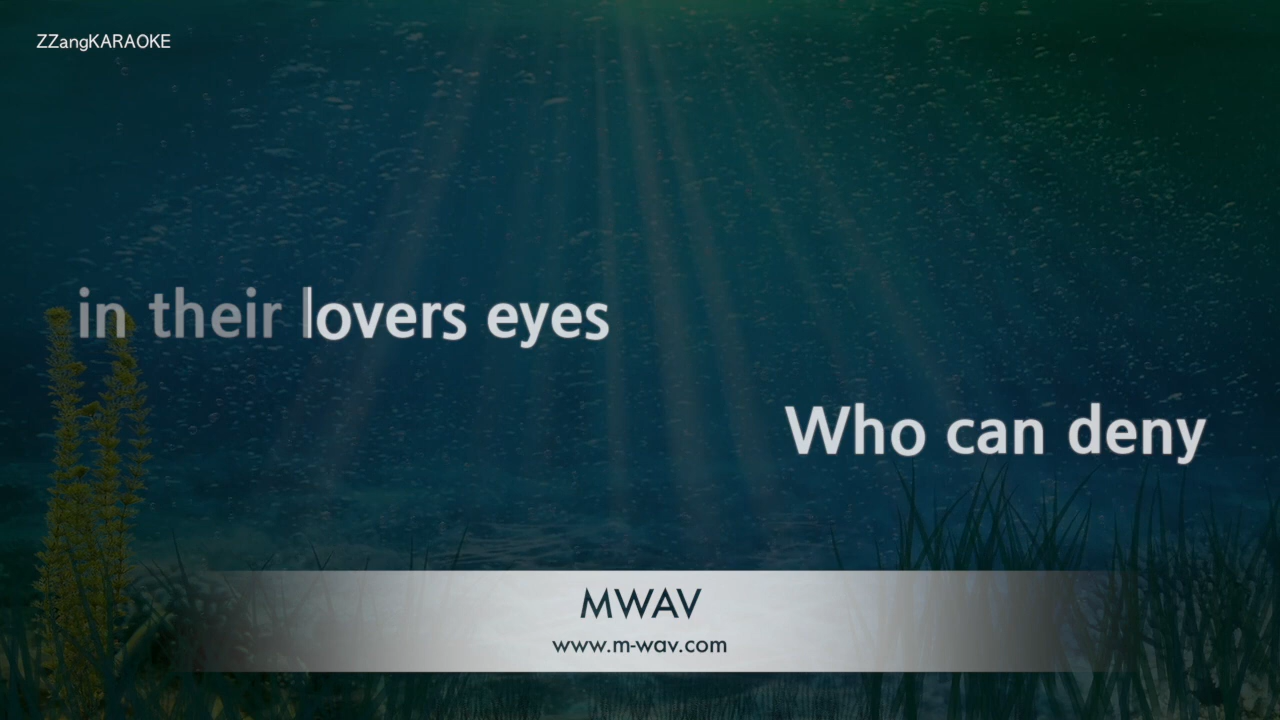 ZZangKARAOKE
in their lovers eyes
Who can deny
MWAV
www.m-wav.com